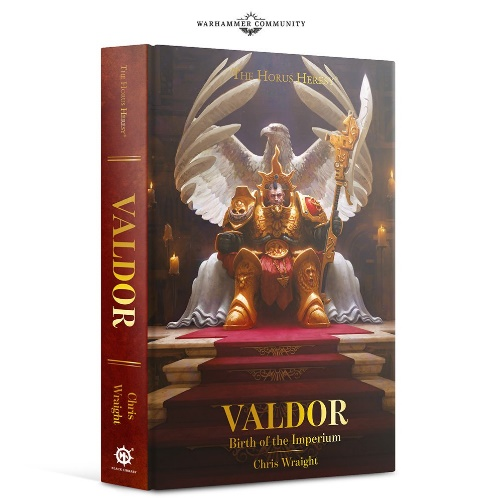 WARHAMMER COMMUNITY
THE HORUS HERESY®
VALDOR
Chris
Wraight
BLACK LIBRARY
THE HORUS HERESY®
VALDOR
Birth of the Imperium
Chris Wraight